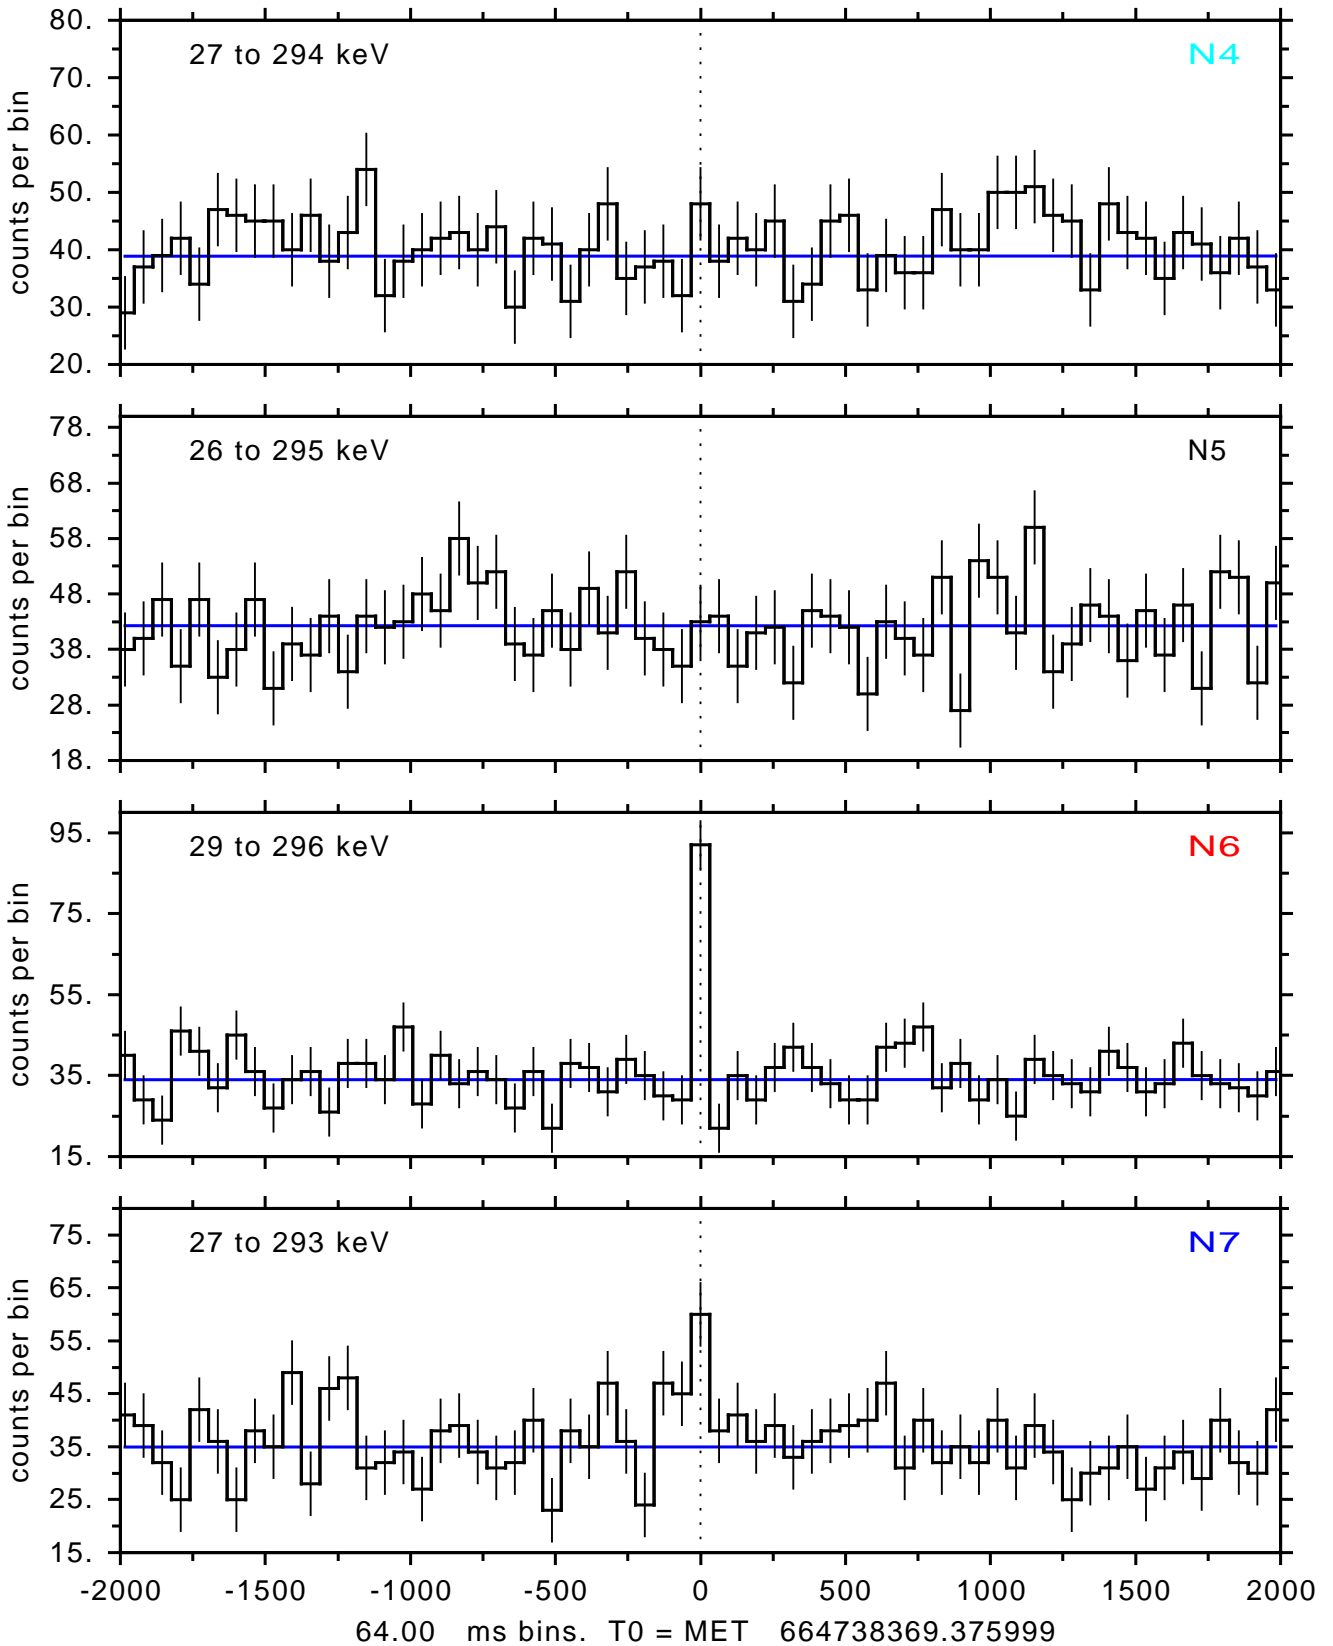 80.
27 to 294 keV N4
70.
60.
50.
40.
30.
20.
counts per bin
78.
26 to 295 keV N5
68.
58.
48.
38.
28.
18.
counts per bin
95.
29 to 296 keV N6
75.
55.
35.
15.
counts per bin
75.
27 to 293 keV N7
65.
55.
45.
35.
25.
15.
counts per bin
-2000 -1500 -1000 -500 0 500 1000 1500 2000
64.00 ms bins. T0 = MET 664738369.375999